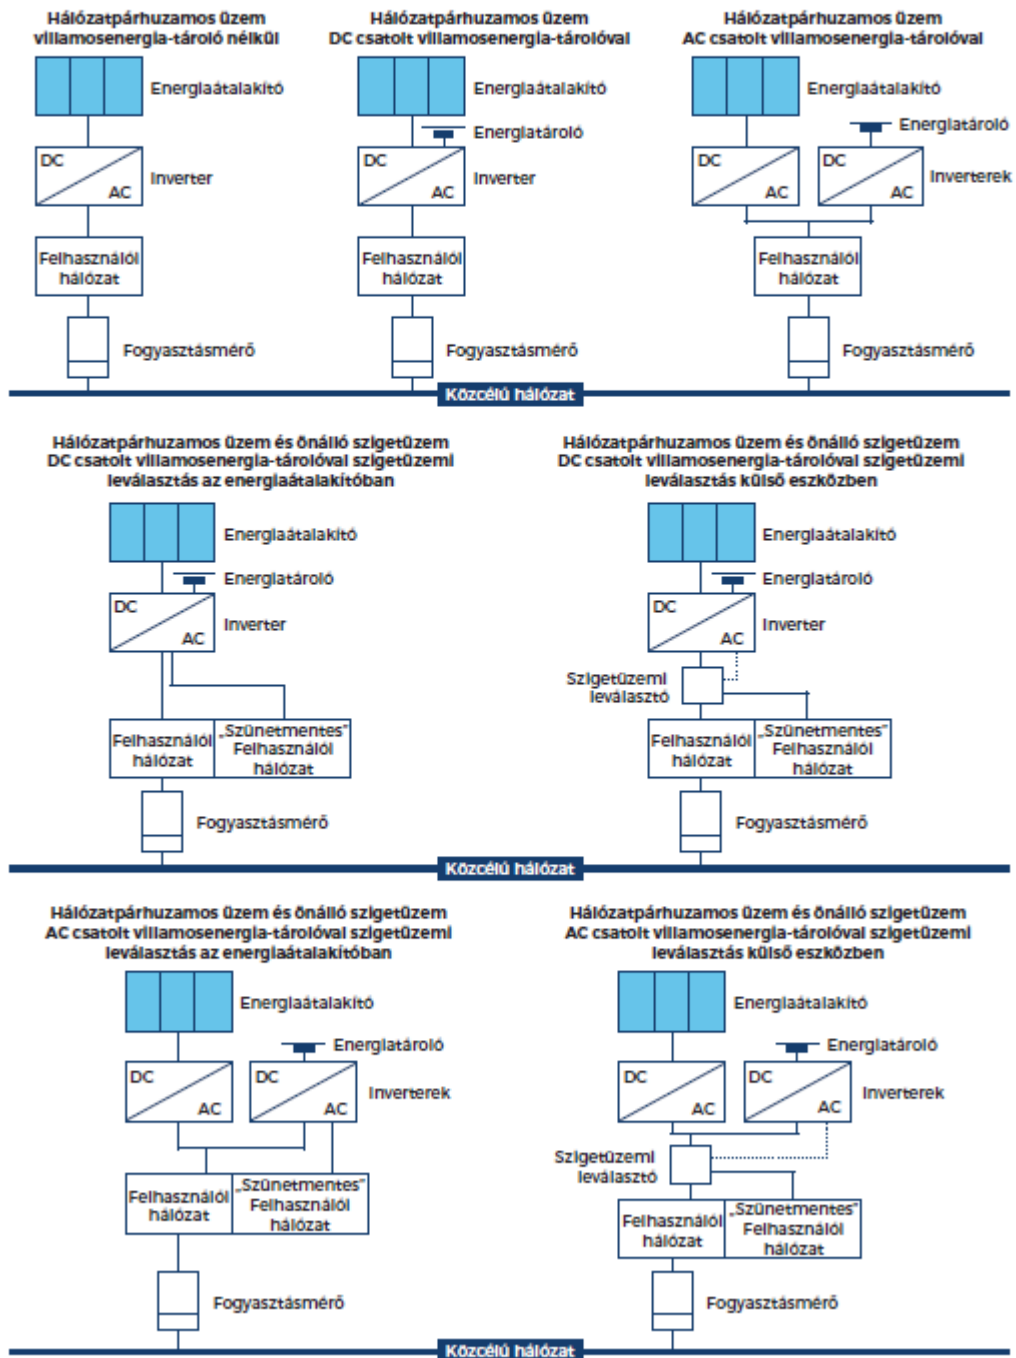 Hálózatpárhuzamos üzem
villamosenergia-tároló nélkül
Energiaátalakító
DC
AC
Inverter
Felhasználói
hálózat
Fogyasztásmérő
Hálózatpárhuzamos üzem
DC csatolt villamosenergia-tárolóval
Energiaátalakító
Energiatároló
DC
AC
Inverter
Felhasználói
hálózat
Fogyasztásmérő
Hálózatpárhuzamos üzem
AC csatolt villamosenergia-tárolóval
Energiaátalakító
Energiatároló
DC
AC
DC
AC
Inverterek
Felhasználói
hálózat
Fogyasztásmérő
Közcélú hálózat
Hálózatpárhuzamos üzem és önálló szigetüzem
DC csatolt villamosenergia-tárolóval szigetüzemi
leválasztás az energiaátalakítóban
Energiaátalakító
Energiatároló
DC
AC
Inverter
Felhasználói
hálózat
„Szünetmentes”
Felhasználói
hálózat
Fogyasztásmérő
Hálózatpárhuzamos üzem és önálló szigetüzem
DC csatolt villamosenergia-tárolóval szigetüzemi
leválasztás külső eszközben
Energiaátalakító
Energiatároló
DC
AC
Inverter
Szigetüzemi
leválasztó
Felhasználói
hálózat
„Szünetmentes”
Felhasználói
hálózat
Fogyasztásmérő
Közcélú hálózat
Hálózatpárhuzamos üzem és önálló szigetüzem
AC csatolt villamosenergia-tárolóval szigetüzemi
leválasztás az energiaátalakítóban
Energiaátalakító
Energiatároló
DC
AC
DC
AC
Inverterek
Felhasználói
hálózat
„Szünetmentes”
Felhasználói
hálózat
Fogyasztásmérő
Hálózatpárhuzamos üzem és önálló szigetüzem
AC csatolt villamosenergia-tárolóval szigetüzemi
leválasztás külső eszközben
Energiaátalakító
Energiatároló
DC
AC
DC
AC
Inverterek
Szigetüzemi
leválasztó
Felhasználói
hálózat
„Szünetmentes”
Felhasználói
hálózat
Fogyasztásmérő
Közcélú hálózat